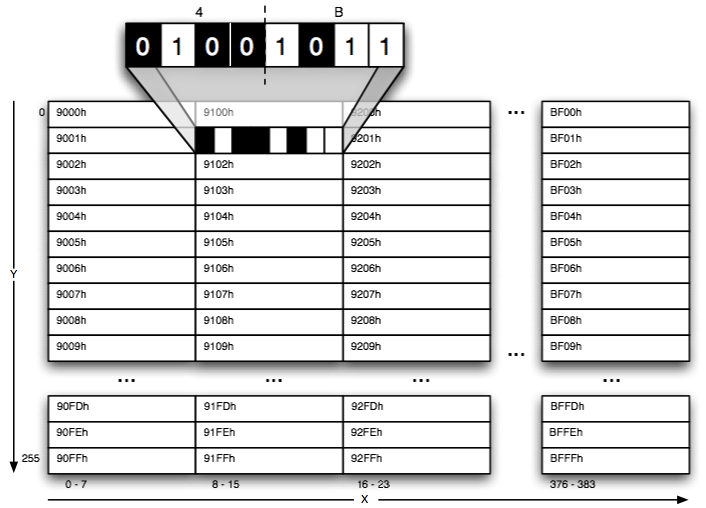 4 B
0 1 0 0 1 0 1 1
0 9000h 9100h 9200h ... BF00h
9001h 9201h BF01h
9002h 9102h 9202h BF02h
9003h 9103h 9203h BF03h
9004h 9104h 9204h BF04h
9005h 9105h 9205h BF05h
Y
9006h 9106h 9206h BF06h
9007h 9107h 9207h BF07h
9008h 9108h 9208h BF08h
9009h 9109h 9209h ... BF09h
... ... ... ...
90FDh 91FDh 92FDh BFFDh
90FEh 91FEh 92FEh BFFEh
255 90FFh 91FFh 92FFh BFFFh
0 - 7 8 - 15 16 - 23 376 - 383
X